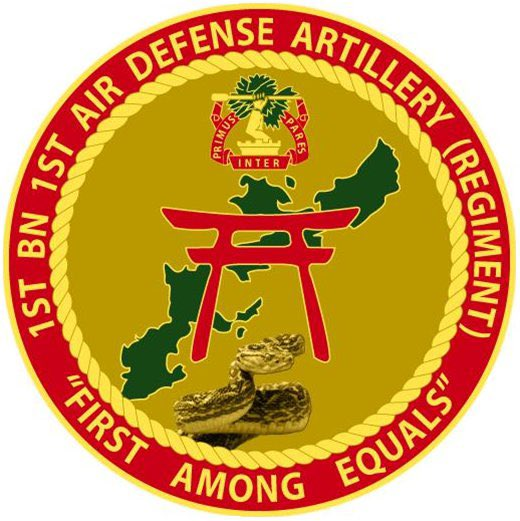 1ST BN 1ST AIR DEFENSE ARTILLERY (REGIMENT)
PRIMUS
INTER
PARES
"FIRST AMONG EQUALS"